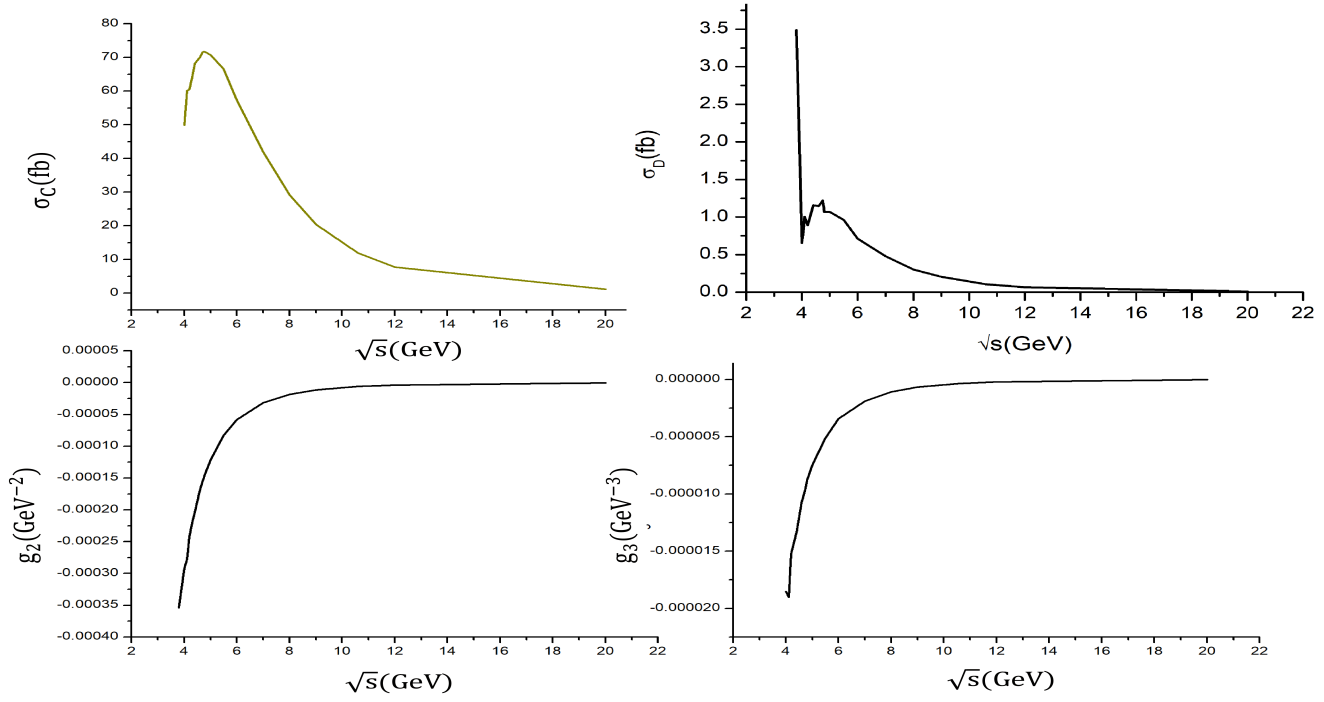 80
70
60
50
40
30
20
10
0
σC(fb)
2 4 6 8 10 12 14 16 18 20
√s(GeV)
3.5
3.0
2.5
2.0
1.5
1.0
0.5
0.0
σD(fb)
2 4 6 8 10 12 14 16 18 20 22
√s(GeV)
0.00005
0.00000
-0.00005
-0.00010
-0.00015
-0.00020
-0.00025
-0.00030
-0.00035
-0.00040
g2(GeV−2)
2 4 6 8 10 12 14 16 18 20 22
√s(GeV)
0.000000
-0.000005
-0.000010
-0.000015
-0.000020
g3(GeV−3)
2 4 6 8 10 12 14 16 18 20 22
√s(GeV)